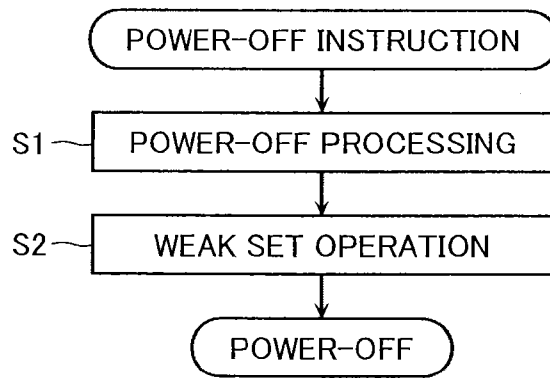 POWER-OFF INSTRUCTION
S1 POWER-OFF PROCESSING
S2 WEAK SET OPERATION
POWER-OFF